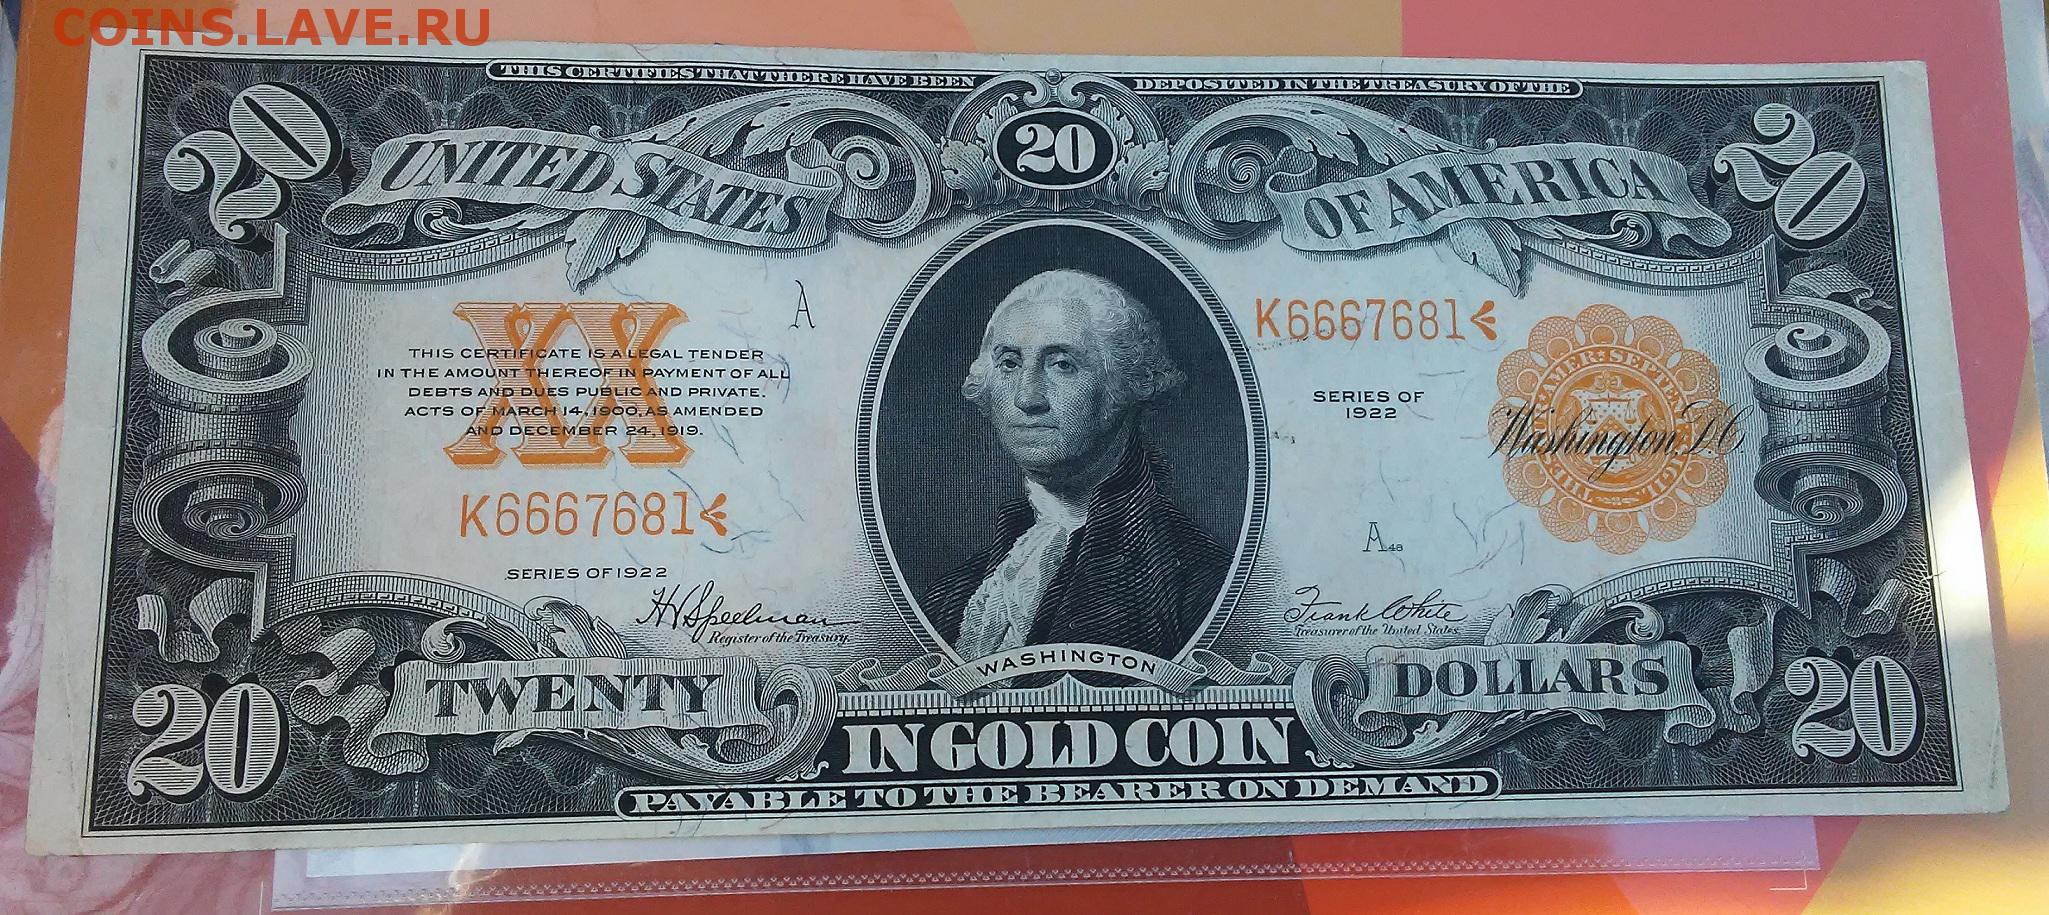 COINS.LAVE.RU
THIS CERTIFIES THAT THERE HAVE BEEN DEPOSITED IN THE TREASURY OF THE
20 20 20
UNITED STATES OF AMERICA
A
K6667681
XX
THIS CERTIFICATE IS A LEGAL TENDER
IN THE AMOUNT THEREOF IN PAYMENT OF ALL
DEBTS AND DUES PUBLIC AND PRIVATE.
ACTS OF MARCH 14, 1900, AS AMENDED
AND DECEMBER 24, 1919.
SERIES OF
1922
THESAUR. AMER. SEPTENT. SIGIL.
Washington, D.C.
K6667681
A48
SERIES OF 1922
H V Speelman
Register of the Treasury.
Frank White
Treasurer of the United States.
WASHINGTON
TWENTY DOLLARS
20 20
IN GOLD COIN
PAYABLE TO THE BEARER ON DEMAND